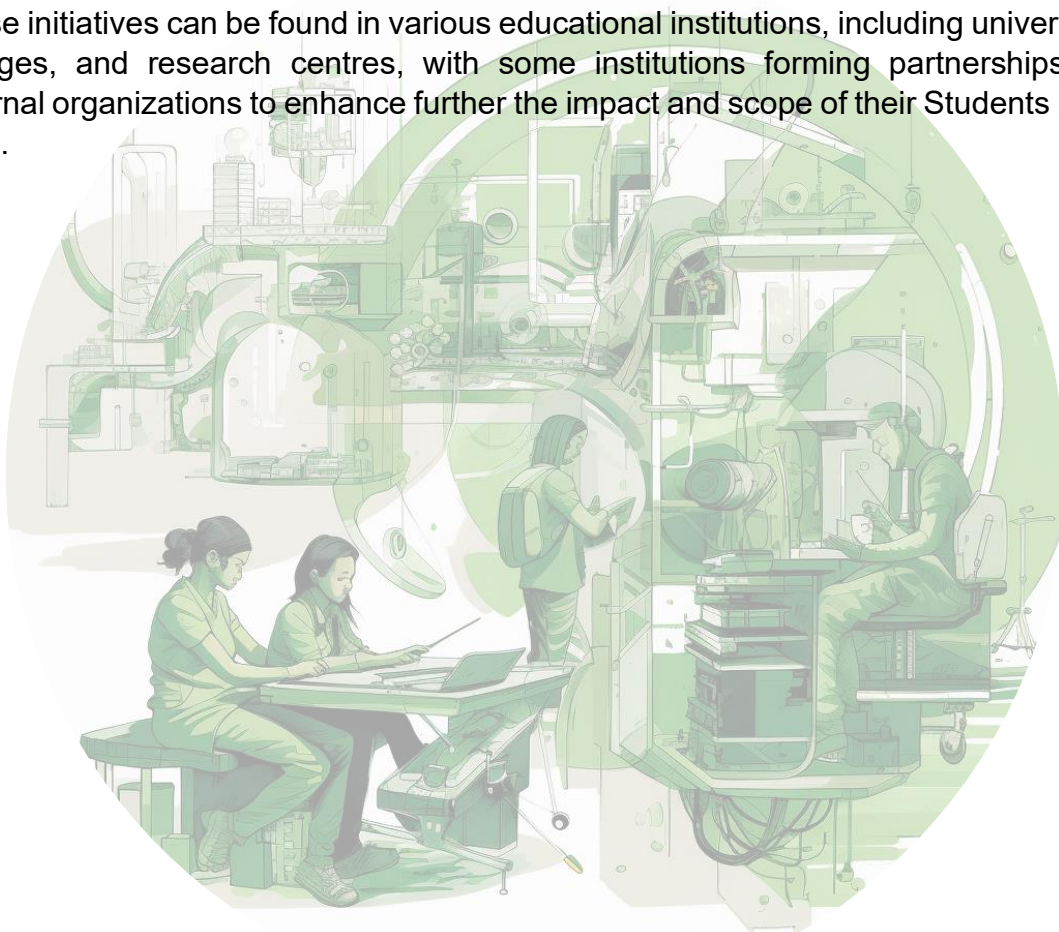 se initiatives can be found in various educational institutions, including univer
ges, and research centres, with some institutions forming partnerships
rnal organizations to enhance further the impact and scope of their Students
.